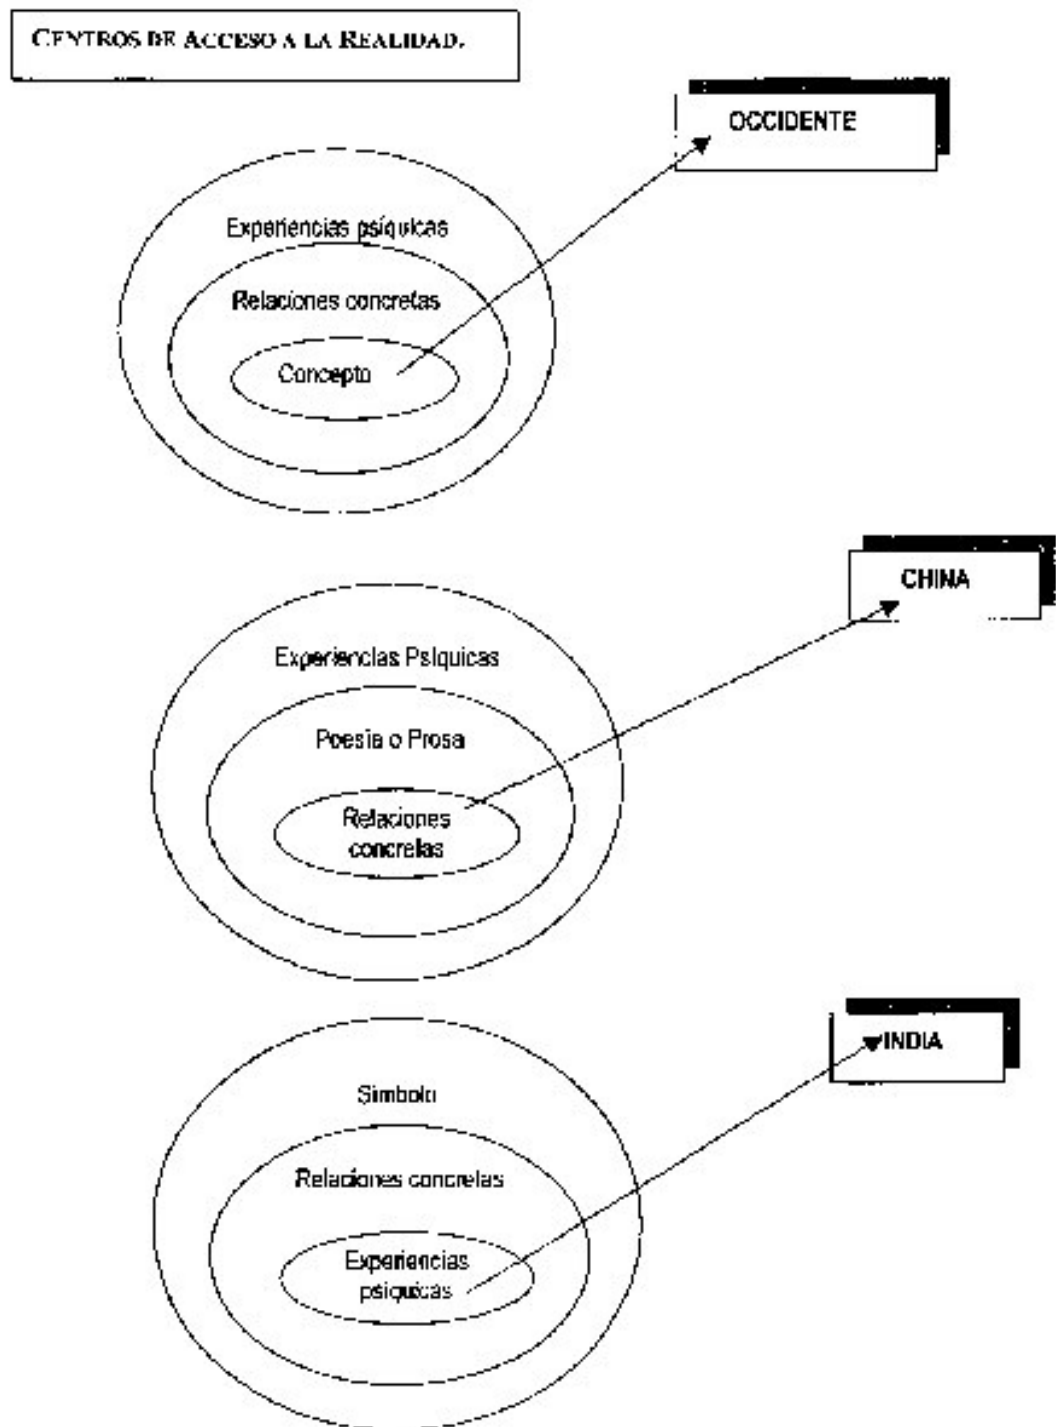 CENTROS DE ACCESO A LA REALIDAD.
OCCIDENTE
Experiencias psíquicas
Relaciones concretas
Concepto
CHINA
Experiencias Psíquicas
Poesía o Prosa
Relaciones
concretas
INDIA
Símbolo
Relaciones concretas
Experiencias
psíquicas